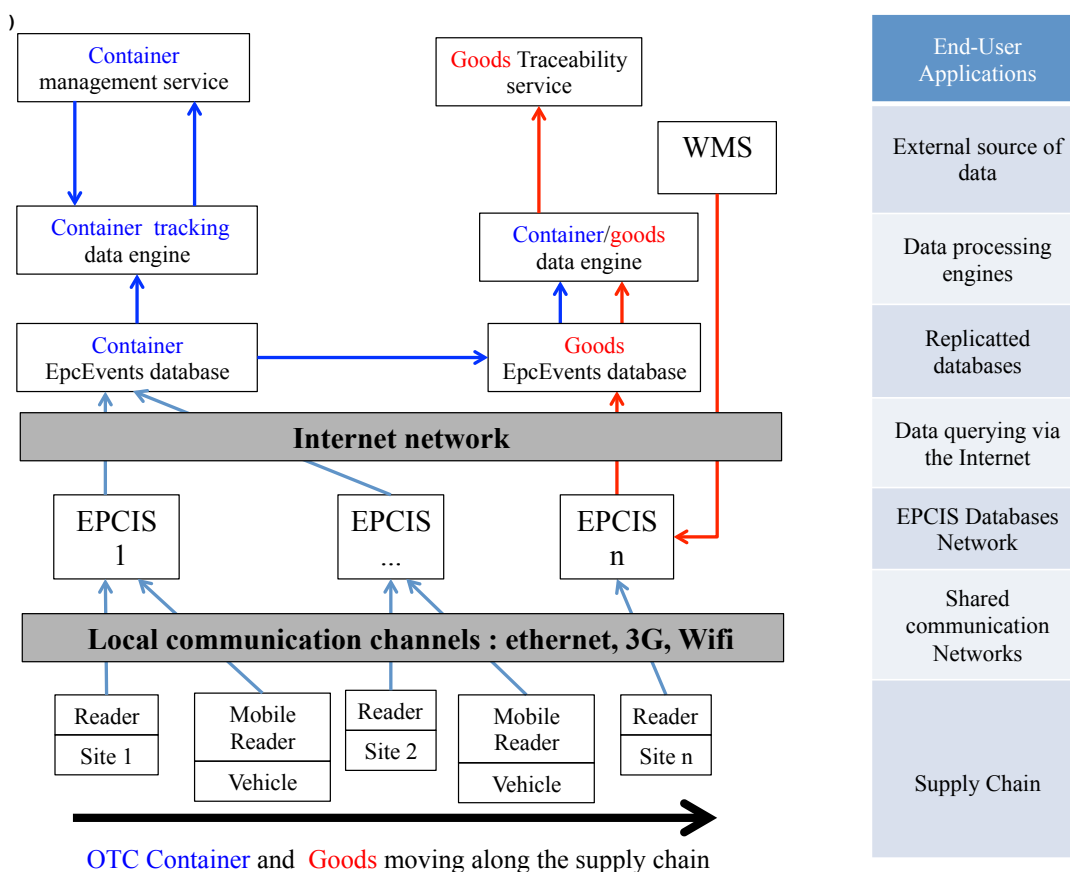 )
Container
management service
Goods Traceability
service
WMS
Container tracking
data engine
Container/goods
data engine
Container
EpcEvents database
Goods
EpcEvents database
Internet network
EPCIS
1
EPCIS
...
EPCIS
n
Local communication channels : ethernet, 3G, Wifi
Reader
Site 1
Mobile
Reader
Vehicle
Reader
Site 2
Mobile
Reader
Vehicle
Reader
Site n
OTC Container and Goods moving along the supply chain
End-User
Applications
External source of
data
Data processing
engines
Replicatted
databases
Data querying via
the Internet
EPCIS Databases
Network
Shared
communication
Networks
Supply Chain